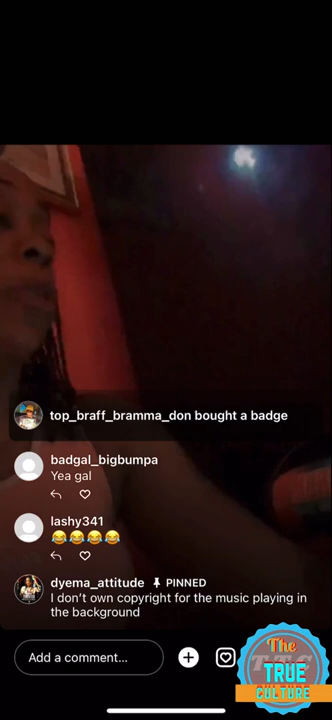 top_braff_bramma_don bought a badge
badgal_bigbumpa
Yea gal
lashy341
😂😂😂😂
dyema_attitude PINNED
I don't own copyright for the music playing in
the background
Add a comment...
The
TRUE
CULTURE